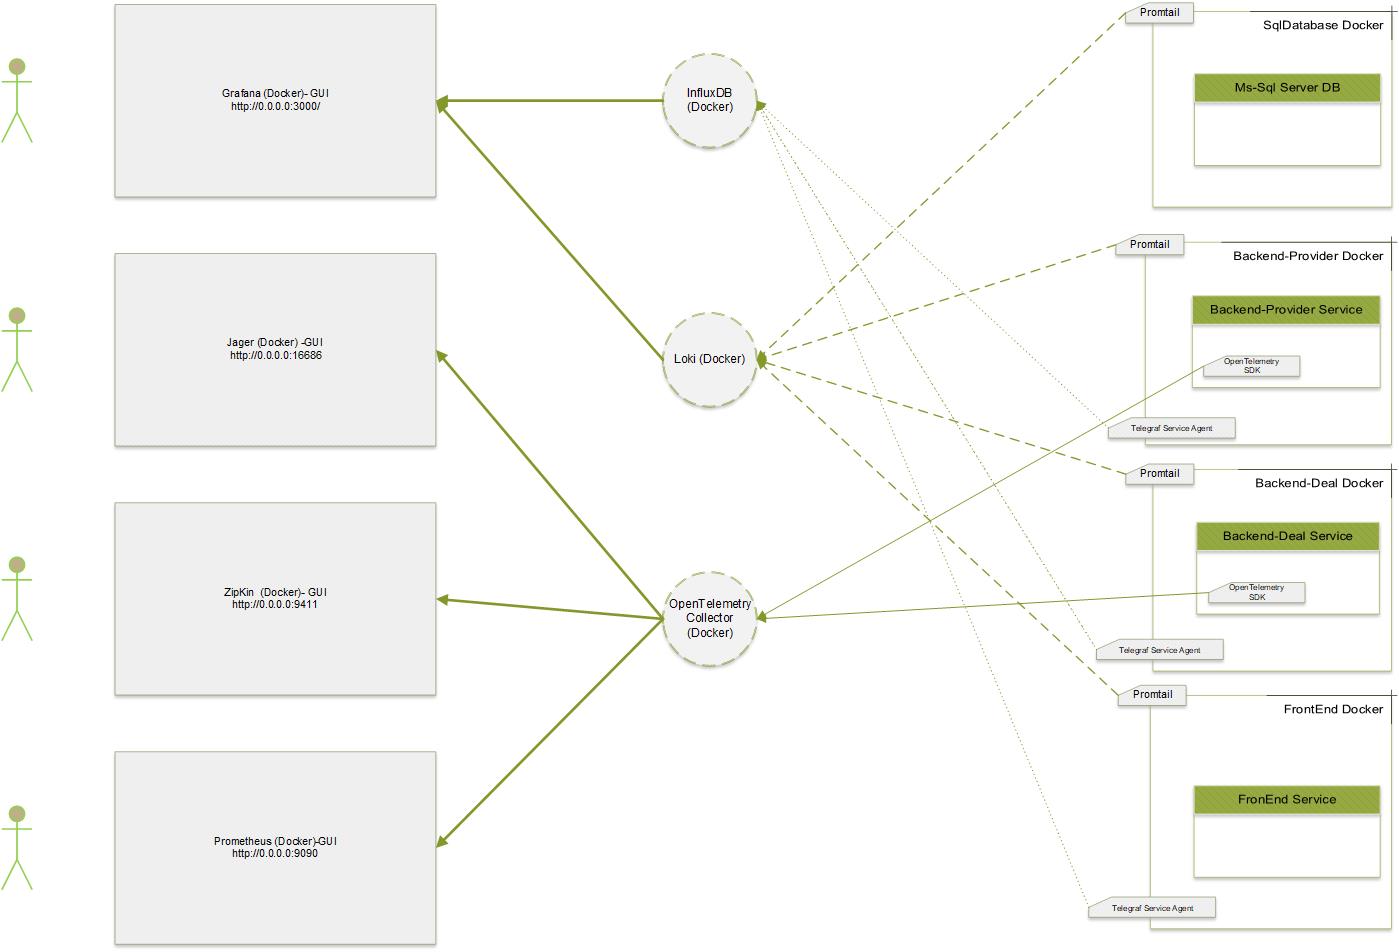 Grafana (Docker)- GUI
http://0.0.0.0:3000/
Jager (Docker) -GUI
http://0.0.0.0:16686
ZipKin  (Docker)- GUI
http://0.0.0.0:9411
Prometheus (Docker)-GUI
http://0.0.0.0:9090
InfluxDB
(Docker)
Loki (Docker)
OpenTelemetry
Collector
(Docker)
Promtail
SqlDatabase Docker
Ms-Sql Server DB
Promtail
Backend-Provider Docker
Backend-Provider Service
OpenTelemetry
SDK
Telegraf Service Agent
Promtail
Backend-Deal Docker
Backend-Deal Service
OpenTelemetry
SDK
Telegraf Service Agent
Promtail
FrontEnd Docker
FronEnd Service
Telegraf Service Agent